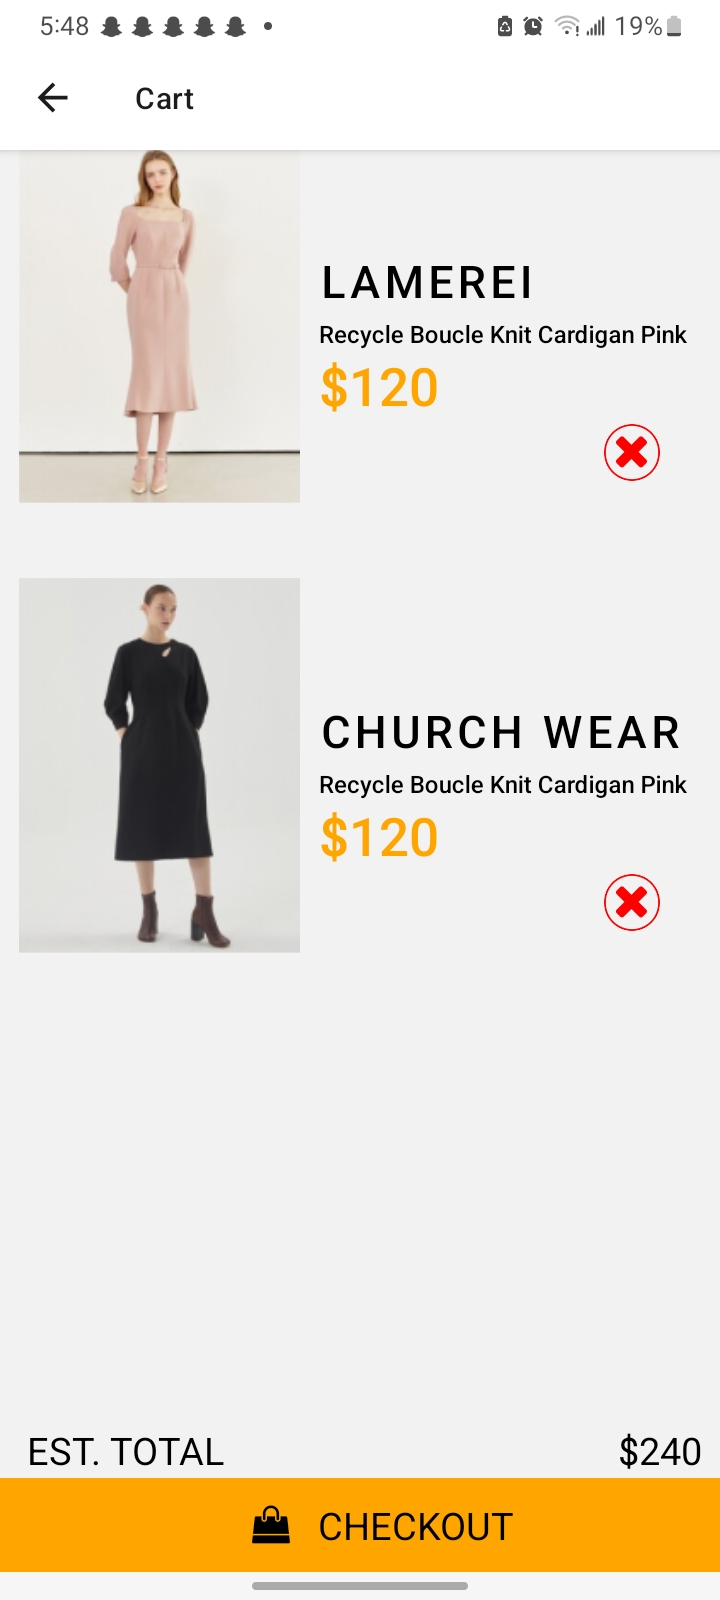 5:48
19%
Cart
LAMEREI
Recycle Boucle Knit Cardigan Pink
$120
CHURCH WEAR
Recycle Boucle Knit Cardigan Pink
$120
EST. TOTAL $240
CHECKOUT